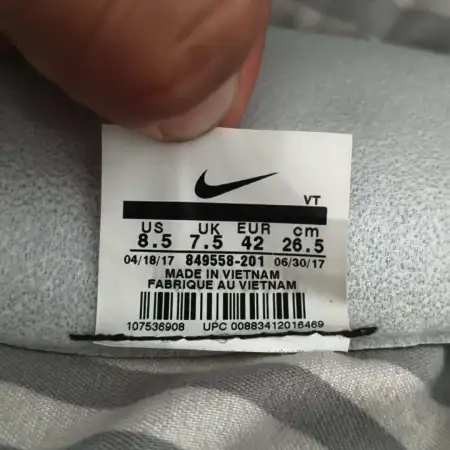 VT
US UK EUR cm
8.5 7.5 42 26.5
04/18/17 849558-201 06/30/17
MADE IN VIETNAM
FABRIQUE AU VIETNAM
107536908 UPC 00883412016469